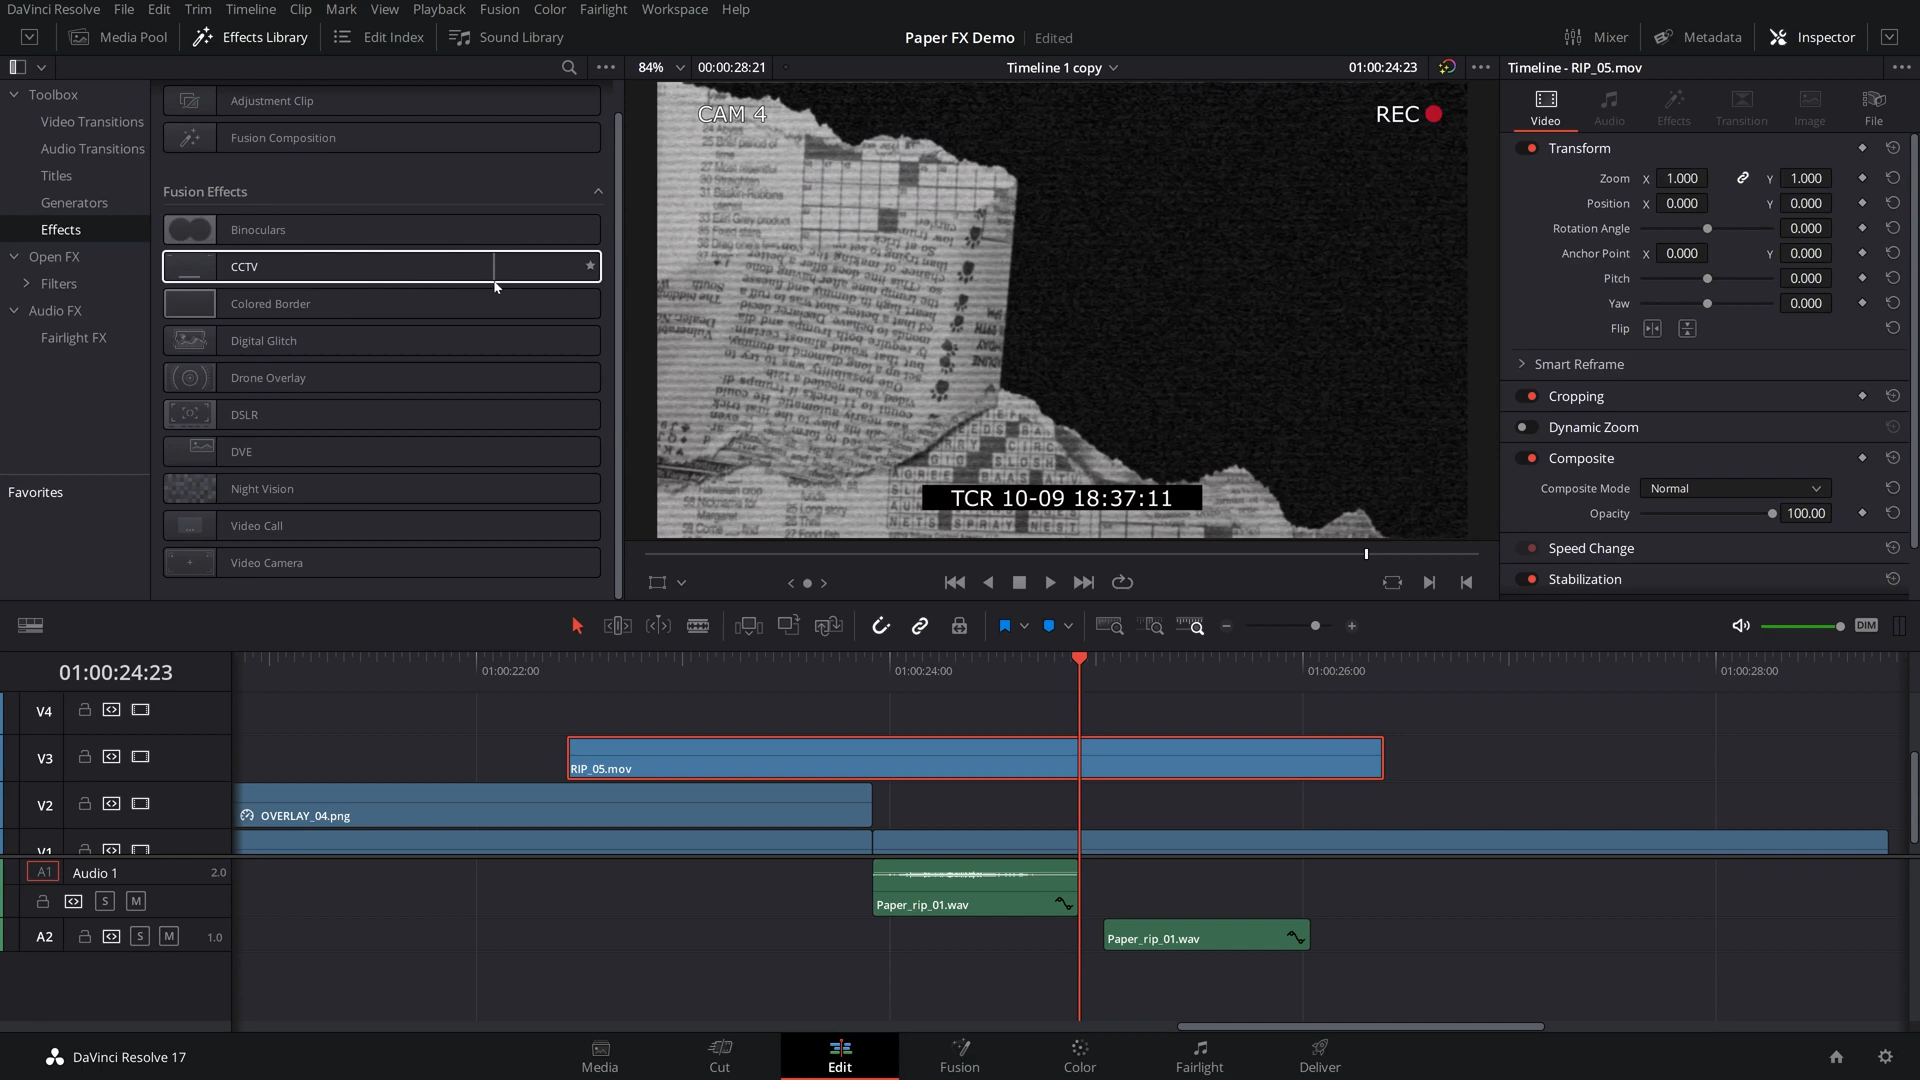 DaVinci Resolve File Edit Trim Timeline Clip Mark View Playback Fusion Color Fairlight Workspace Help
Media Pool Effects Library Edit Index Sound Library Paper FX Demo Edited Mixer Metadata Inspector
84% 00:00:28:21 Timeline 1 copy 01:00:24:23 Timeline - RIP_05.mov
Toolbox
Video Transitions
Audio Transitions
Titles
Generators
Effects
Open FX
Filters
Audio FX
Fairlight FX
Favorites
Adjustment Clip
Fusion Composition
Fusion Effects
Binoculars
CCTV
Colored Border
Digital Glitch
Drone Overlay
DSLR
DVE
Night Vision
Video Call
Video Camera
CAM 4
REC
TCR 10-09 18:37:11
Video Audio Effects Transition Image File
Transform
Zoom X 1.000 Y 1.000
Position X 0.000 Y 0.000
Rotation Angle 0.000
Anchor Point X 0.000 Y 0.000
Pitch 0.000
Yaw 0.000
Flip
Smart Reframe
Cropping
Dynamic Zoom
Composite
Composite Mode Normal
Opacity 100.00
Speed Change
Stabilization
DIM
01:00:24:23 01:00:22:00 01:00:24:00 01:00:26:00 01:00:28:00
V4
V3 RIP_05.mov
V2 OVERLAY_04.png
V1
A1 Audio 1 2.0
S M
Paper_rip_01.wav
A2 S M 1.0 Paper_rip_01.wav
DaVinci Resolve 17 Media Cut Edit Fusion Color Fairlight Deliver